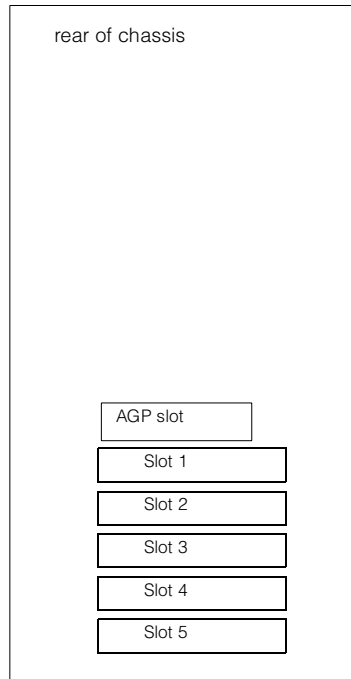 rear of chassis
AGP slot
Slot 1
Slot 2
Slot 3
Slot 4
Slot 5